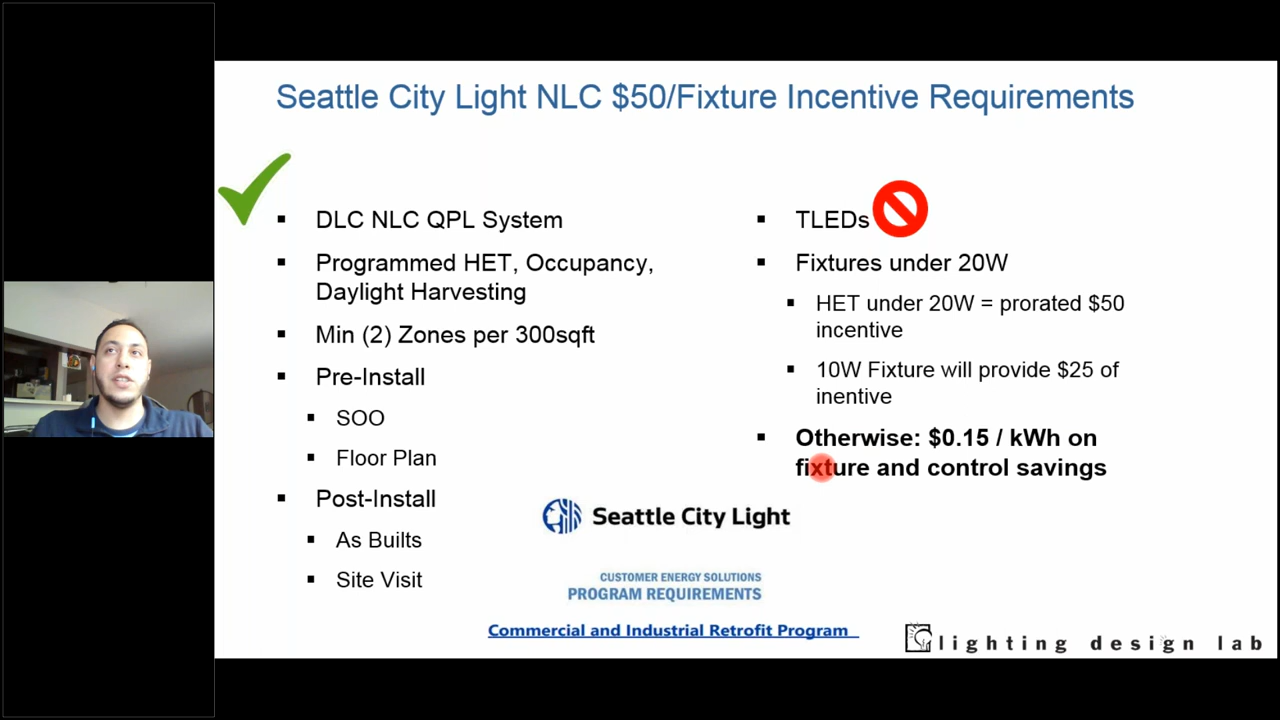 Seattle City Light NLC $50/Fixture Incentive Requirements
DLC NLC QPL System
Programmed HET, Occupancy,
Daylight Harvesting
Min (2) Zones per 300sqft
Pre-Install
SOO
Floor Plan
Post-Install
As Builts
Site Visit
TLEDs
Fixtures under 20W
HET under 20W = prorated $50
incentive
10W Fixture will provide $25 of
inentive
Otherwise: $0.15 / kWh on
fixture and control savings
Seattle City Light
CUSTOMER ENERGY SOLUTIONS
PROGRAM REQUIREMENTS
Commercial and Industrial Retrofit Program
lighting design lab